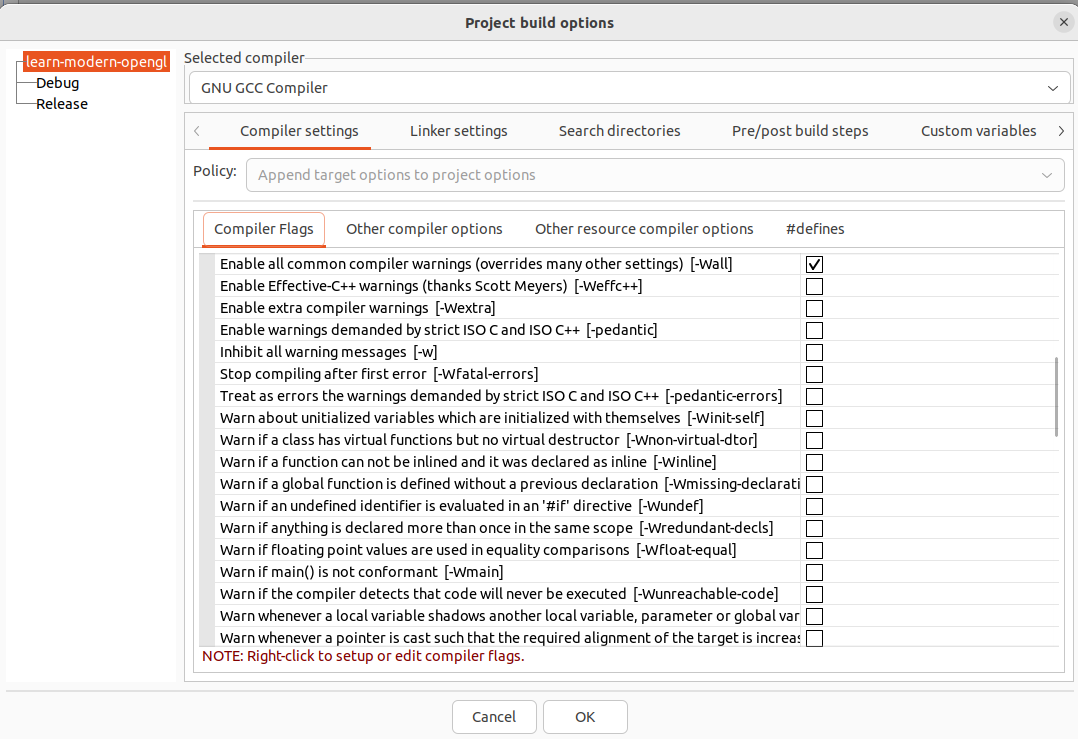 Project build options
learn-modern-opengl
Debug
Release
Selected compiler
GNU GCC Compiler
Compiler settings
Linker settings
Search directories
Pre/post build steps
Custom variables
Policy:
Append target options to project options
Compiler Flags
Other compiler options
Other resource compiler options
#defines
Enable all common compiler warnings (overrides many other settings) [-Wall]
Enable Effective-C++ warnings (thanks Scott Meyers) [-Weffc++]
Enable extra compiler warnings [-Wextra]
Enable warnings demanded by strict ISO C and ISO C++ [-pedantic]
Inhibit all warning messages [-w]
Stop compiling after first error [-Wfatal-errors]
Treat as errors the warnings demanded by strict ISO C and ISO C++ [-pedantic-errors]
Warn about unitialized variables which are initialized with themselves [-Winit-self]
Warn if a class has virtual functions but no virtual destructor [-Wnon-virtual-dtor]
Warn if a function can not be inlined and it was declared as inline [-Winline]
Warn if a global function is defined without a previous declaration [-Wmissing-declarati
Warn if an undefined identifier is evaluated in an '#if' directive [-Wundef]
Warn if anything is declared more than once in the same scope [-Wredundant-decls]
Warn if floating point values are used in equality comparisons [-Wfloat-equal]
Warn if main() is not conformant [-Wmain]
Warn if the compiler detects that code will never be executed [-Wunreachable-code]
Warn whenever a local variable shadows another local variable, parameter or global var
Warn whenever a pointer is cast such that the required alignment of the target is increas
NOTE: Right-click to setup or edit compiler flags.
Cancel
OK